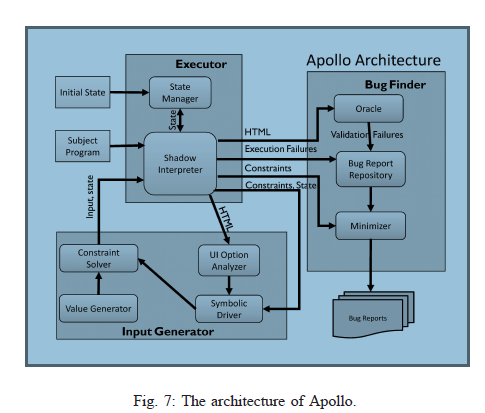 Apollo Architecture
Executor
Bug Finder
Initial State
State
Manager
Oracle
State
HTML
Validation Failures
Subject
Program
Shadow
Interpreter
Execution Failures
Bug Report
Repository
Constraints
Constraints, State
Input, state
HTML
Minimizer
Constraint
Solver
UI Option
Analyzer
Value Generator
Symbolic
Driver
Input Generator
Bug Reports
Fig. 7: The architecture of Apollo.